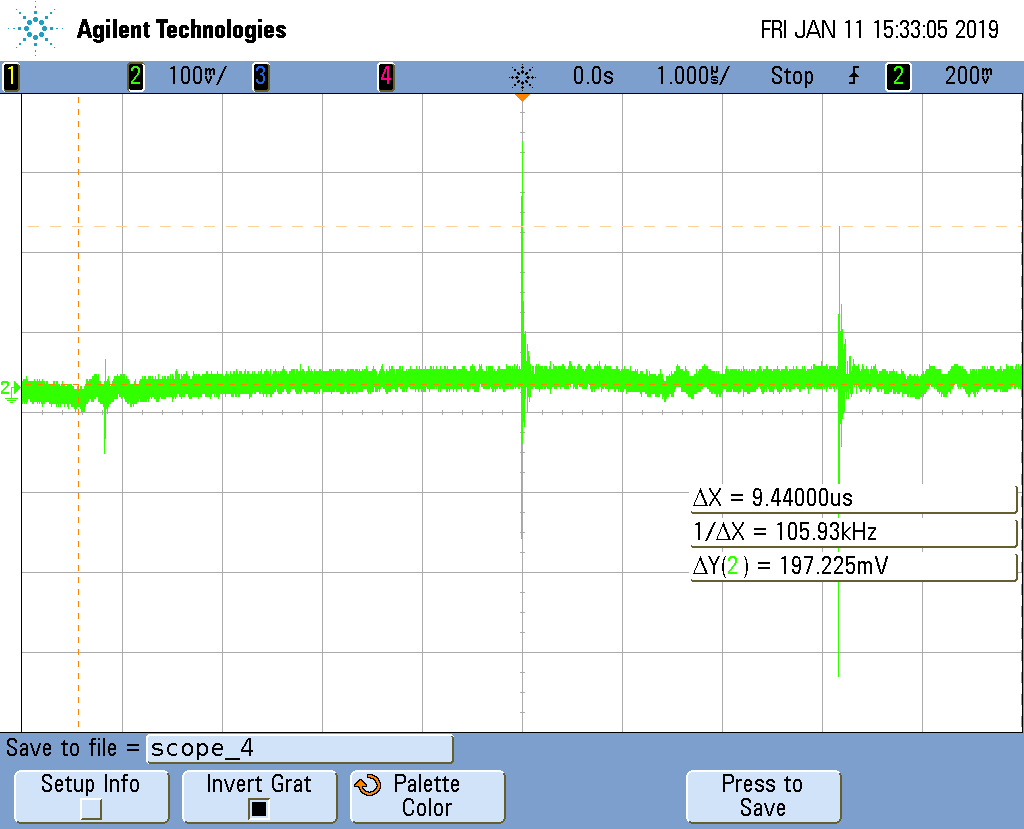 Agilent Technologies
FRI JAN 11 15:33:05 2019
1 2 100mV/ 3 4 0.0s 1.000us/ Stop 2 200mV
2
ΔX = 9.44000us
1/ΔX = 105.93kHz
ΔY(2) = 197.225mV
Save to file = scope_4
Setup Info
Invert Grat
Palette
Color
Press to
Save